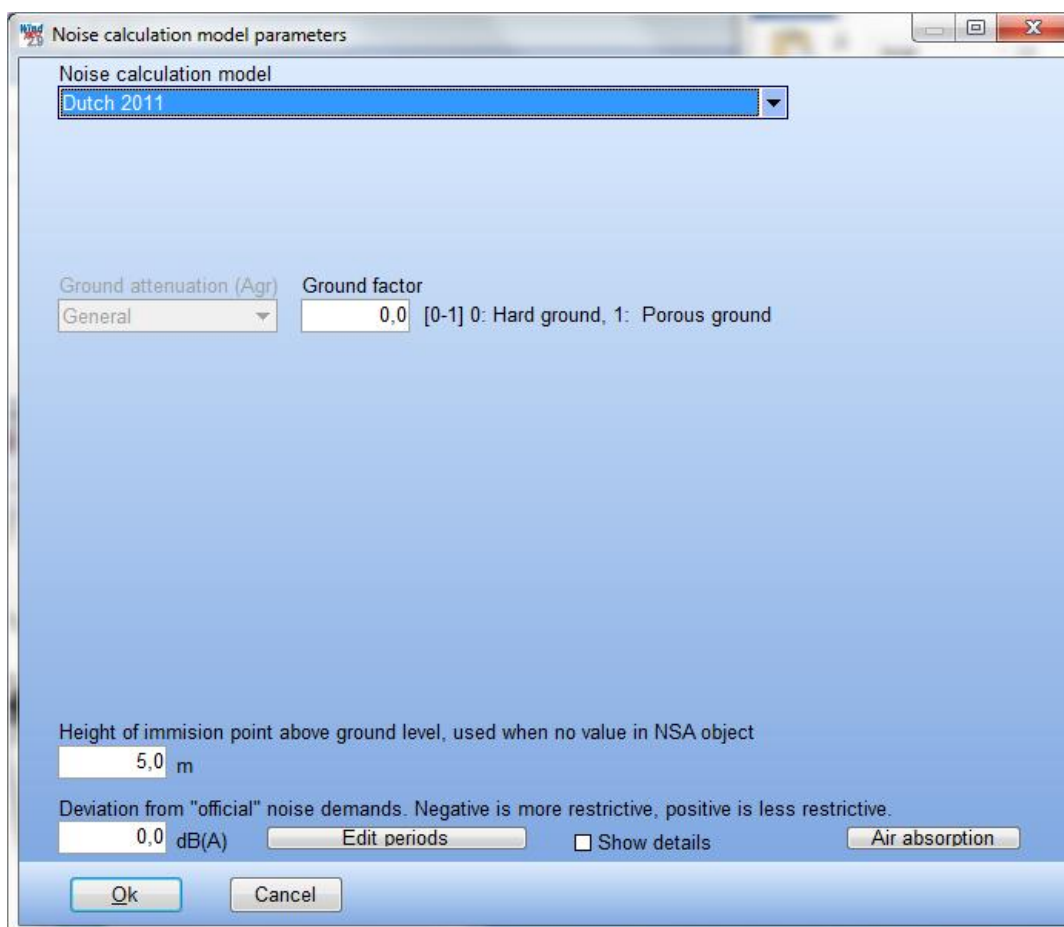 Noise calculation model parameters
Noise calculation model
Dutch 2011
Ground attenuation (Agr) Ground factor
General 0,0 [0-1] 0: Hard ground, 1: Porous ground
Height of immision point above ground level, used when no value in NSA object
5,0 m
Deviation from "official" noise demands. Negative is more restrictive, positive is less restrictive.
0,0 dB(A) Edit periods Show details Air absorption
Ok Cancel